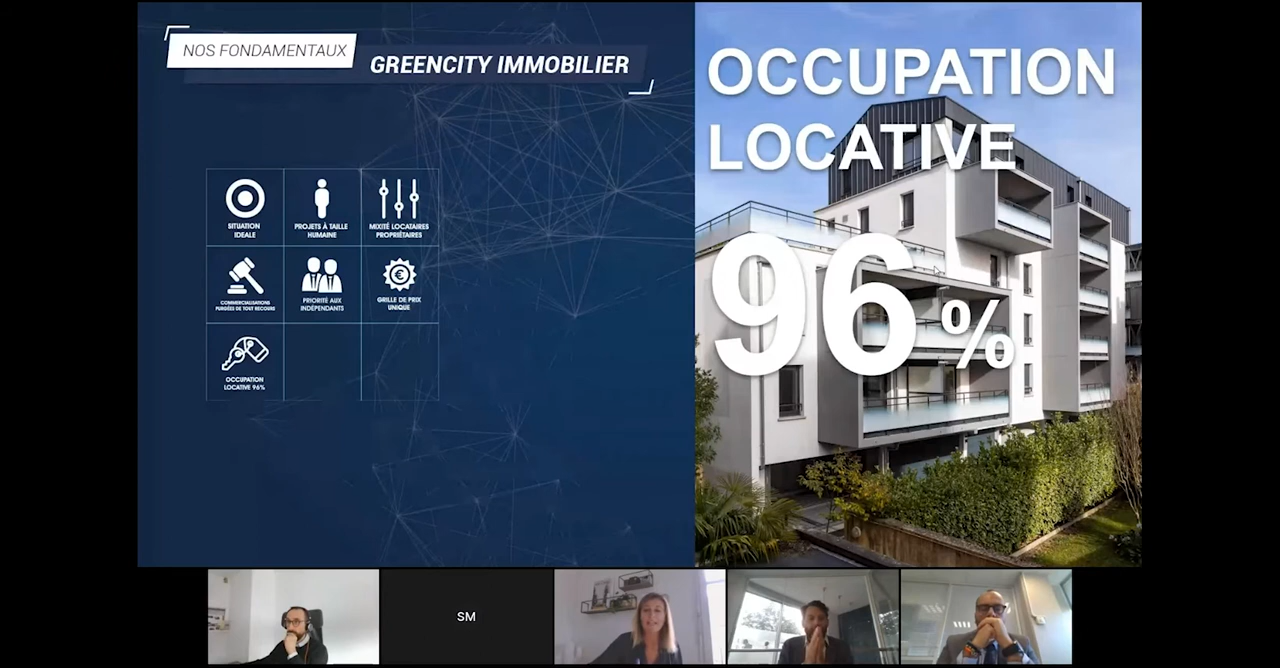 NOS FONDAMENTAUX
GREENCITY IMMOBILIER
SITUATION
IDEALE
PROJETS À TAILLE
HUMAINE
MIXITÉ LOCATAIRES
PROPRIÉTAIRES
COMMERCIALISATIONS
PURGÉES DE TOUT RECOURS
PRIORITÉ AUX
INDÉPENDANTS
GRILLE DE PRIX
UNIQUE
OCCUPATION
LOCATIVE 96%
OCCUPATION
LOCATIVE
96 %
SM